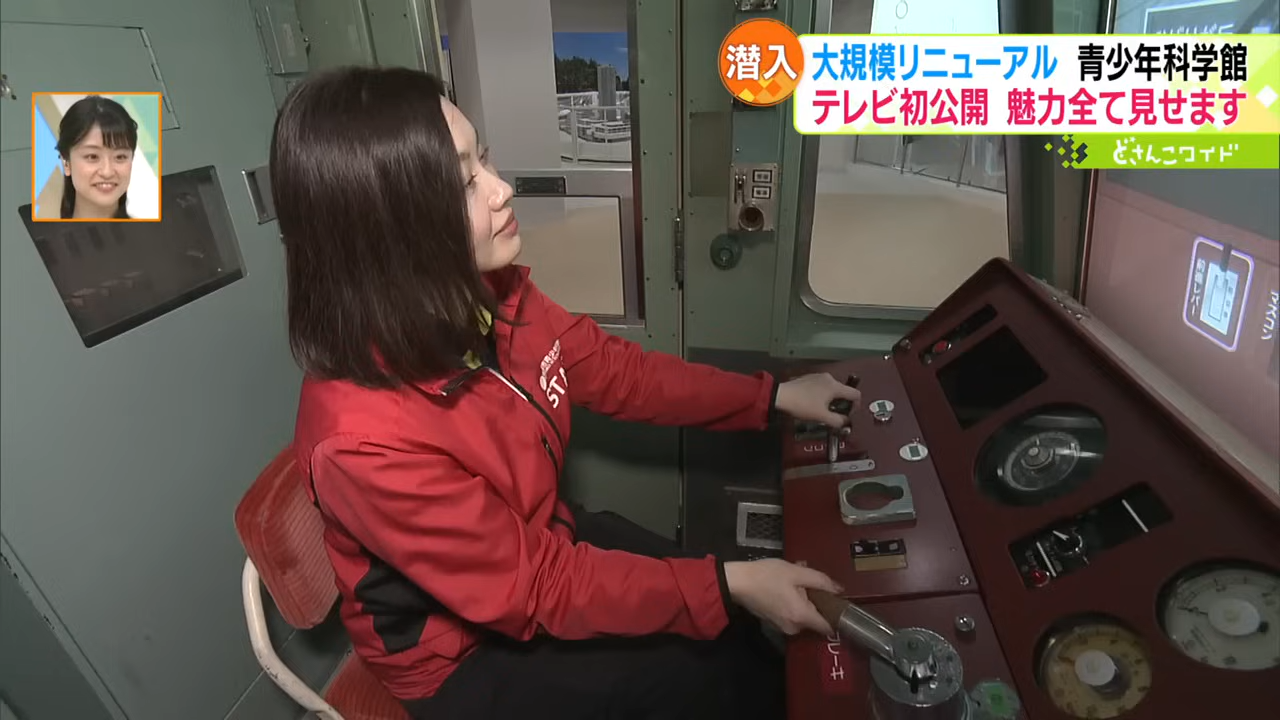 潜入
大規模リニューアル 青少年科学館
テレビ初公開 魅力全て見せます
どさんこワイド
ブレーキ